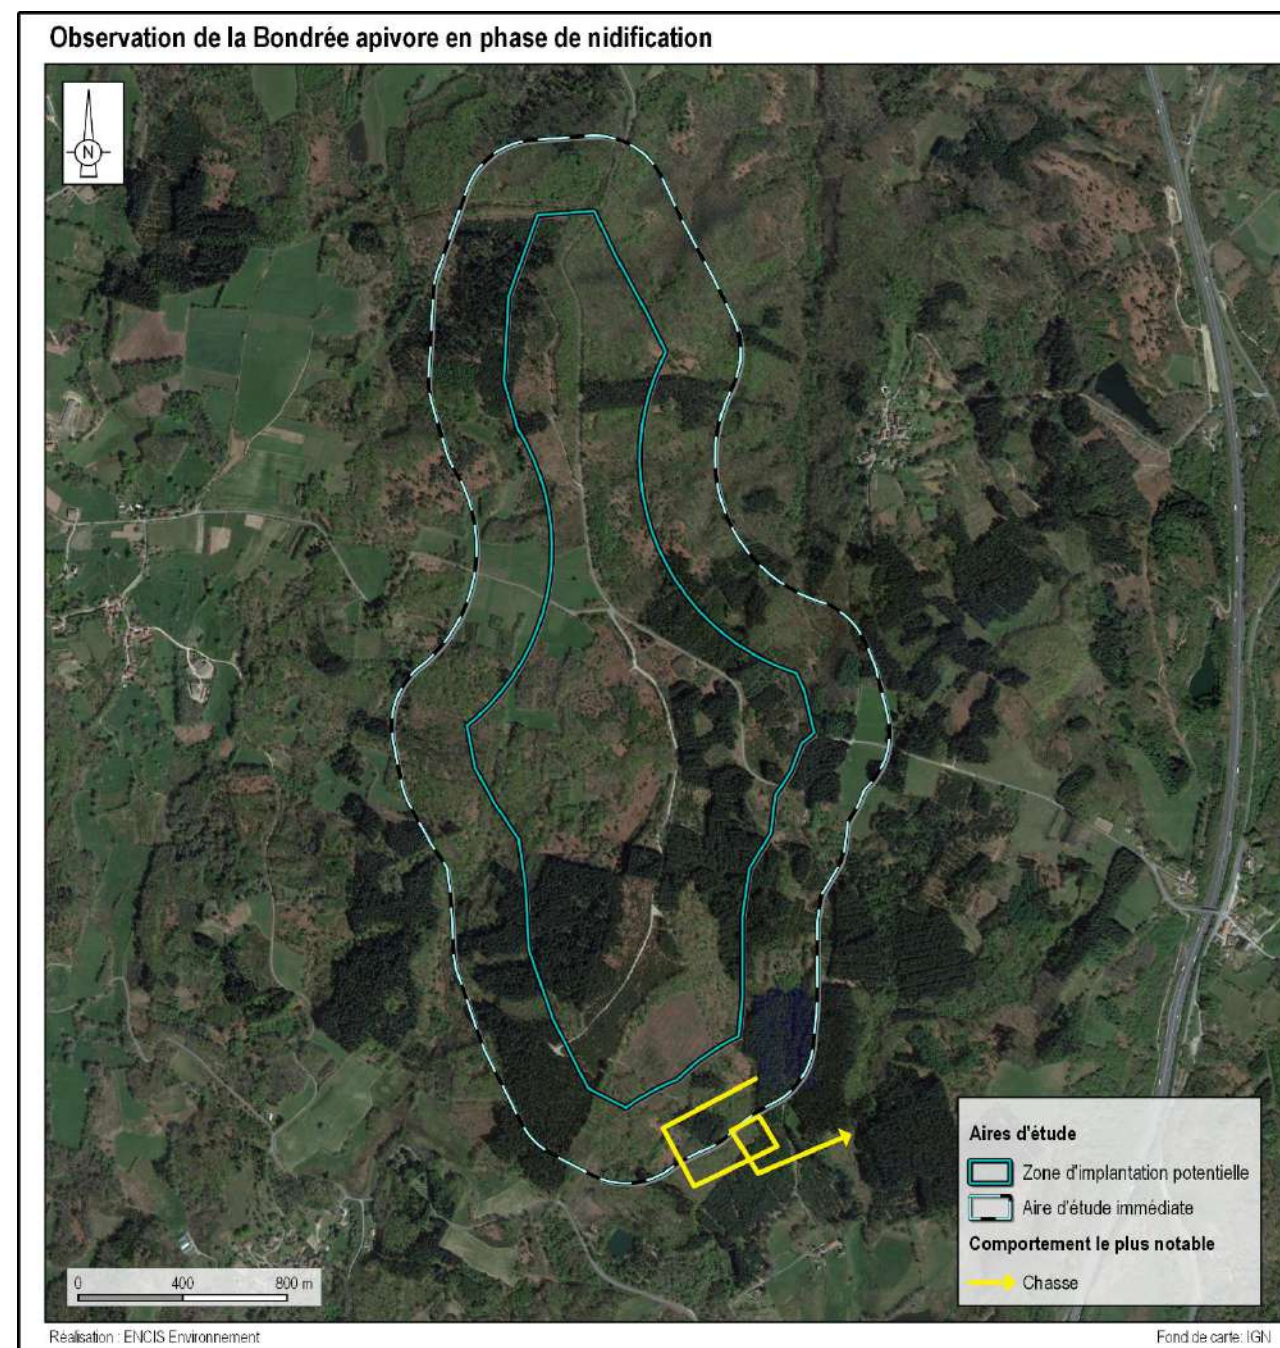 Observation de la Bondrée apivore en phase de nidification
N
Aires d'étude
Zone d'implantation potentielle
Aire d'étude immédiate
Comportement le plus notable
Chasse
0 400 800 m
Réalisation : ENCIS Environnement
Fond de carte: IGN